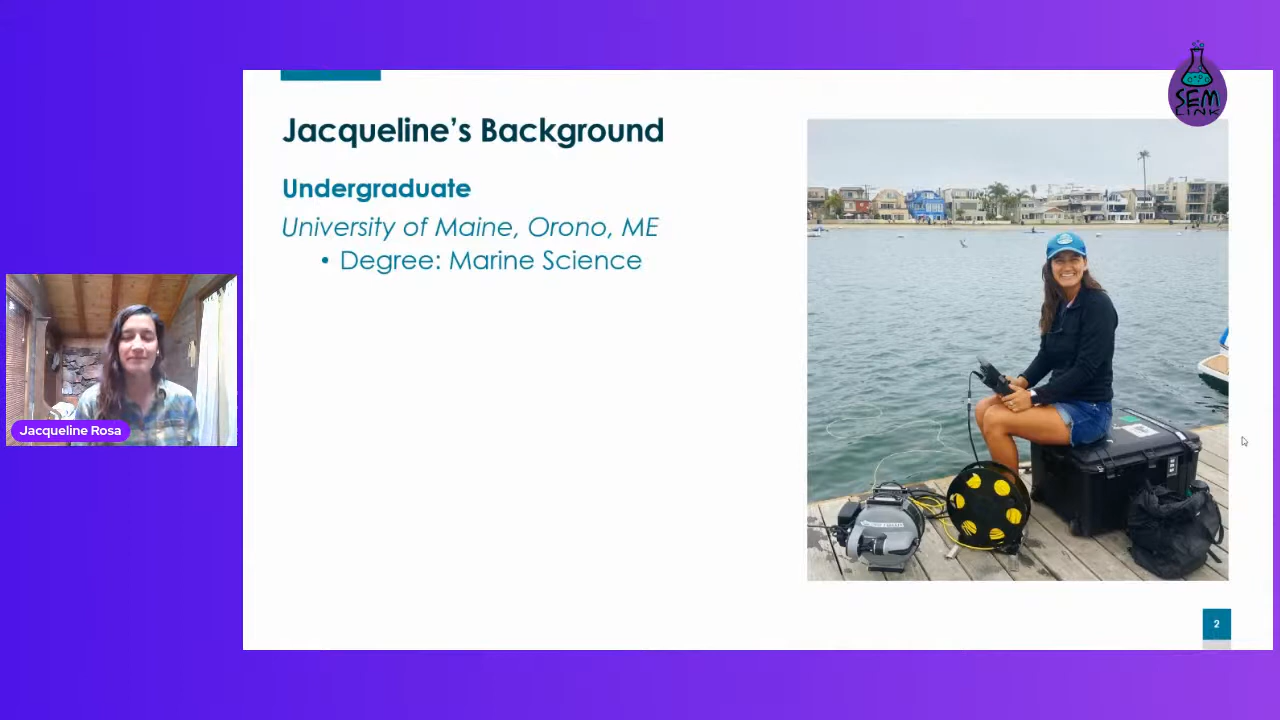 SEM
LINK
Jacqueline's Background
Undergraduate
University of Maine, Orono, ME
• Degree: Marine Science
Jacqueline Rosa
2